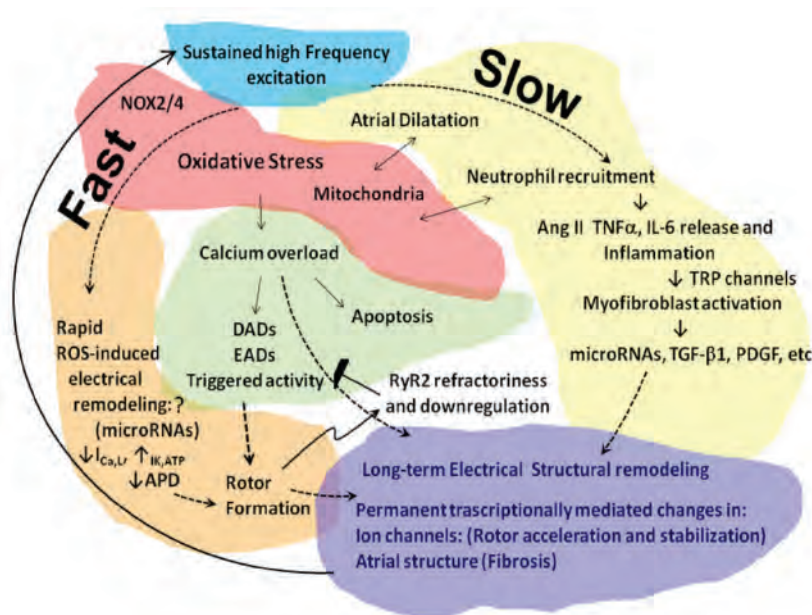 Sustained high Frequency
excitation
Slow
Fast
NOX2/4
Oxidative Stress
Mitochondria
Atrial Dilatation
Neutrophil recruitment
↓
Ang II TNFα, IL-6 release and
Inflammation
↓ TRP channels
Myofibroblast activation
↓
microRNAs, TGF-β1, PDGF, etc
Calcium overload
DADs
EADs
Triggered activity
Apoptosis
RyR2 refractoriness
and downregulation
Rapid
ROS-induced
electrical
remodeling: ?
(microRNAs)
↓ICa,L, ↑IK,ATP
↓APD
Rotor
Formation
Long-term Electrical Structural remodeling
Permanent trascriptionally mediated changes in:
Ion channels: (Rotor acceleration and stabilization)
Atrial structure (Fibrosis)